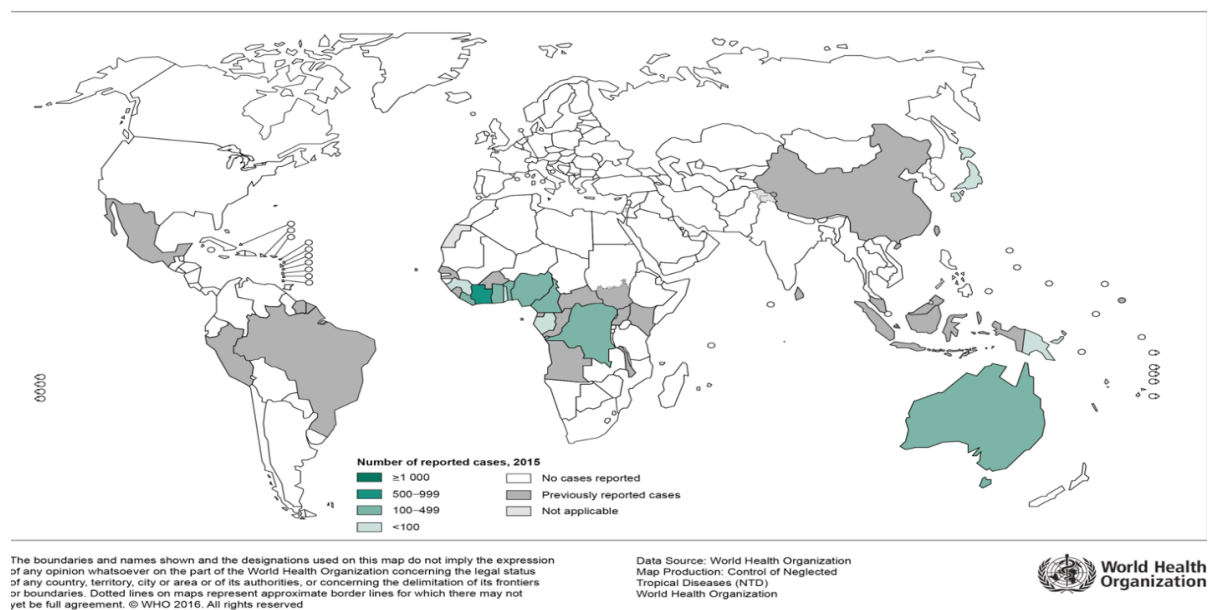 Number of reported cases, 2015
≥1 000
500–999
100–499
<100
No cases reported
Previously reported cases
Not applicable
The boundaries and names shown and the designations used on this map do not imply the expression
of any opinion whatsoever on the part of the World Health Organization concerning the legal status
of any country, territory, city or area or of its authorities, or concerning the delimitation of its frontiers
or boundaries. Dotted lines on maps represent approximate border lines for which there may not
yet be full agreement. © WHO 2016. All rights reserved
Data Source: World Health Organization
Map Production: Control of Neglected
Tropical Diseases (NTD)
World Health Organization
World Health
Organization